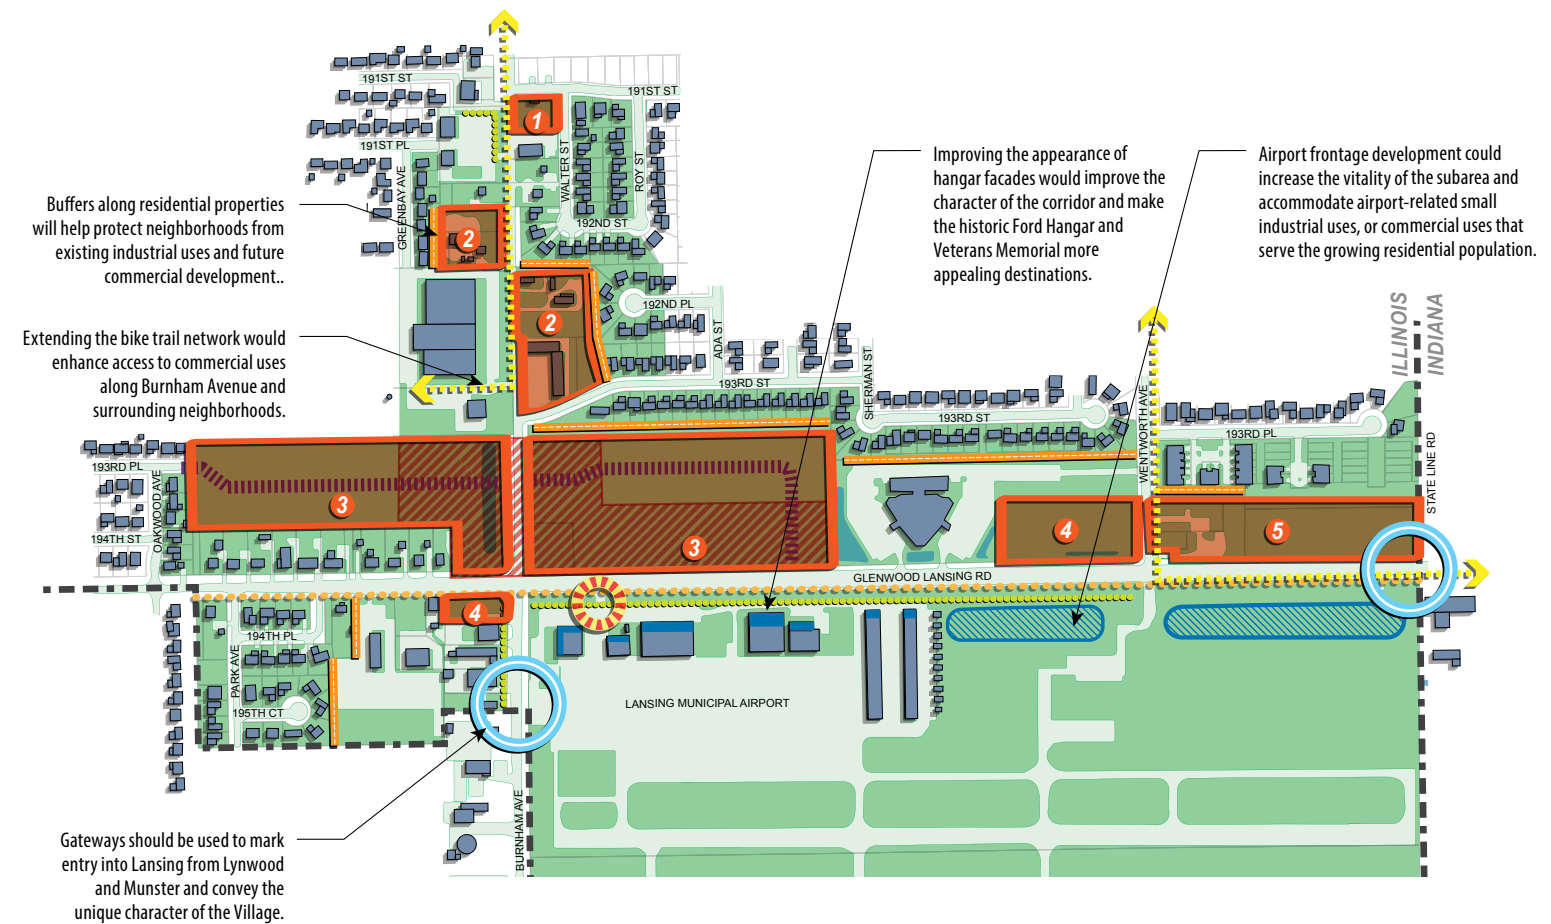 191ST ST
191ST ST
1
191ST PL
WALTER ST
ROY ST
GREENBAY AVE
192ND ST
2
Buffers along residential properties
will help protect neighborhoods from
existing industrial uses and future
commercial development..
Improving the appearance of
hangar facades would improve the
character of the corridor and make
the historic Ford Hangar and
Veterans Memorial more
appealing destinations.
Airport frontage development could
increase the vitality of the subarea and
accommodate airport-related small
industrial uses, or commercial uses that
serve the growing residential population.
192ND PL
2
ADA ST
ILLINOIS
INDIANA
Extending the bike trail network would
enhance access to commercial uses
along Burnham Avenue and
surrounding neighborhoods.
193RD ST
SHERMAN ST
193RD ST
WENTWORTH AVE
193RD PL
STATE LINE RD
193RD PL
OAKWOOD AVE
194TH ST
3
3
4
5
GLENWOOD LANSING RD
4
194TH PL
PARK AVE
195TH CT
LANSING MUNICIPAL AIRPORT
BURNHAM AVE
Gateways should be used to mark
entry into Lansing from Lynwood
and Munster and convey the
unique character of the Village.